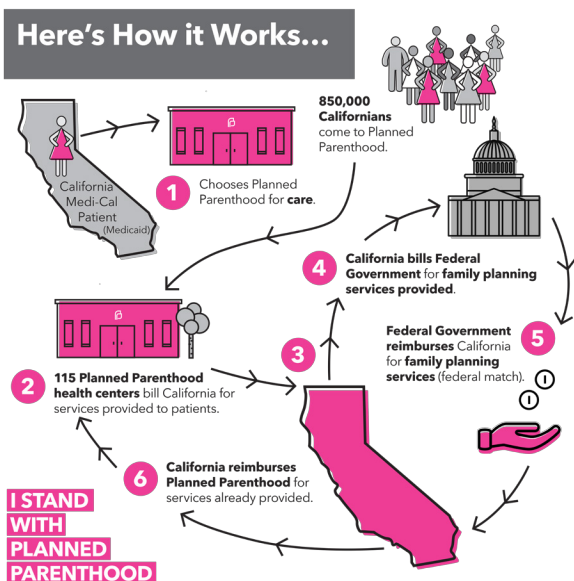 Here's How it Works...
850,000
Californians
come to Planned
Parenthood.
California
Medi-Cal
Patient
(Medicaid)
1
Chooses Planned
Parenthood for care.
4
California bills Federal
Government for family planning
services provided.
Federal Government
reimburses California
for family planning
services (federal match).
5
3
2
115 Planned Parenthood
health centers bill California for
services provided to patients.
6
California reimburses
Planned Parenthood for
services already provided.
I STAND
WITH
PLANNED
PARENTHOOD